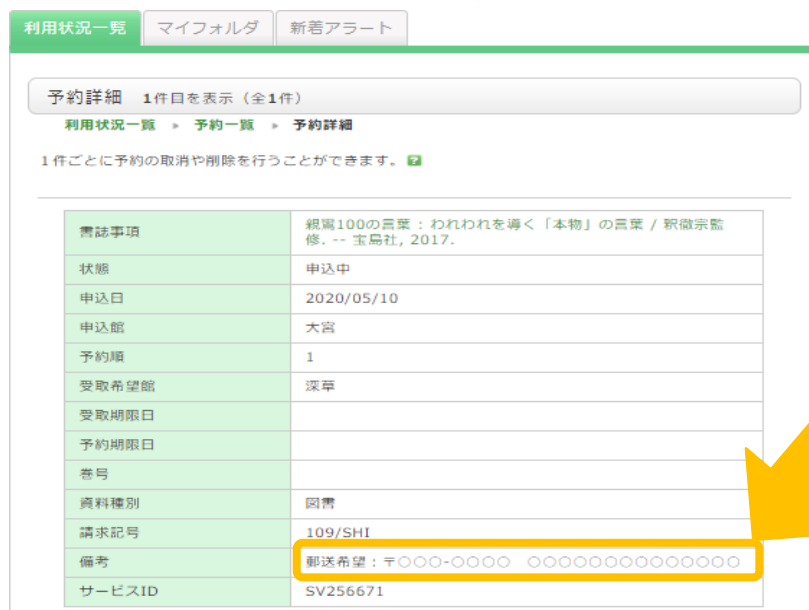 利用状況一覧 マイフォルダ 新着アラート
予約詳細 1件目を表示（全1件）
利用状況一覧 » 予約一覧 » 予約詳細
1件ごとに予約の取消や削除を行うことができます。 ?
書誌事項 親鸞100の言葉 : われわれを導く「本物」の言葉 / 釈徹宗監
修. -- 宝島社, 2017.
状態 申込中
申込日 2020/05/10
申込館 大宮
予約順 1
受取希望館 深草
受取期限日
予約期限日
巻号
資料種別 図書
請求記号 109/SHI
備考 郵送希望：〒○○○-○○○○ ○○○○○○○○○○○○○○
サービスID SV256671